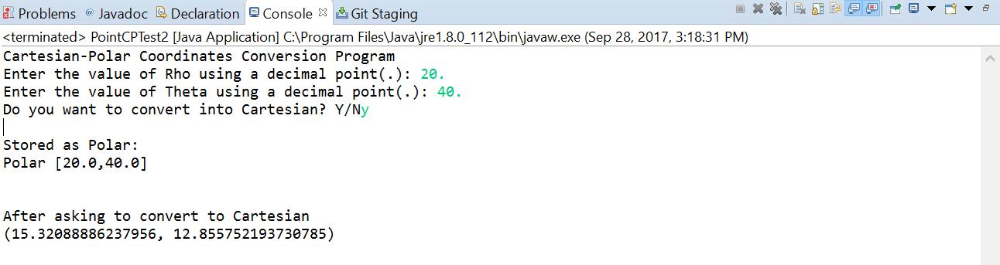 Problems @ Javadoc Declaration Console Git Staging
<terminated> PointCPTest2 [Java Application] C:\Program Files\Java\jre1.8.0_112\bin\javaw.exe (Sep 28, 2017, 3:18:31 PM)
Cartesian-Polar Coordinates Conversion Program
Enter the value of Rho using a decimal point(.): 20.
Enter the value of Theta using a decimal point(.): 40.
Do you want to convert into Cartesian? Y/Ny
Stored as Polar:
Polar [20.0,40.0]
After asking to convert to Cartesian
(15.32088886237956, 12.855752193730785)